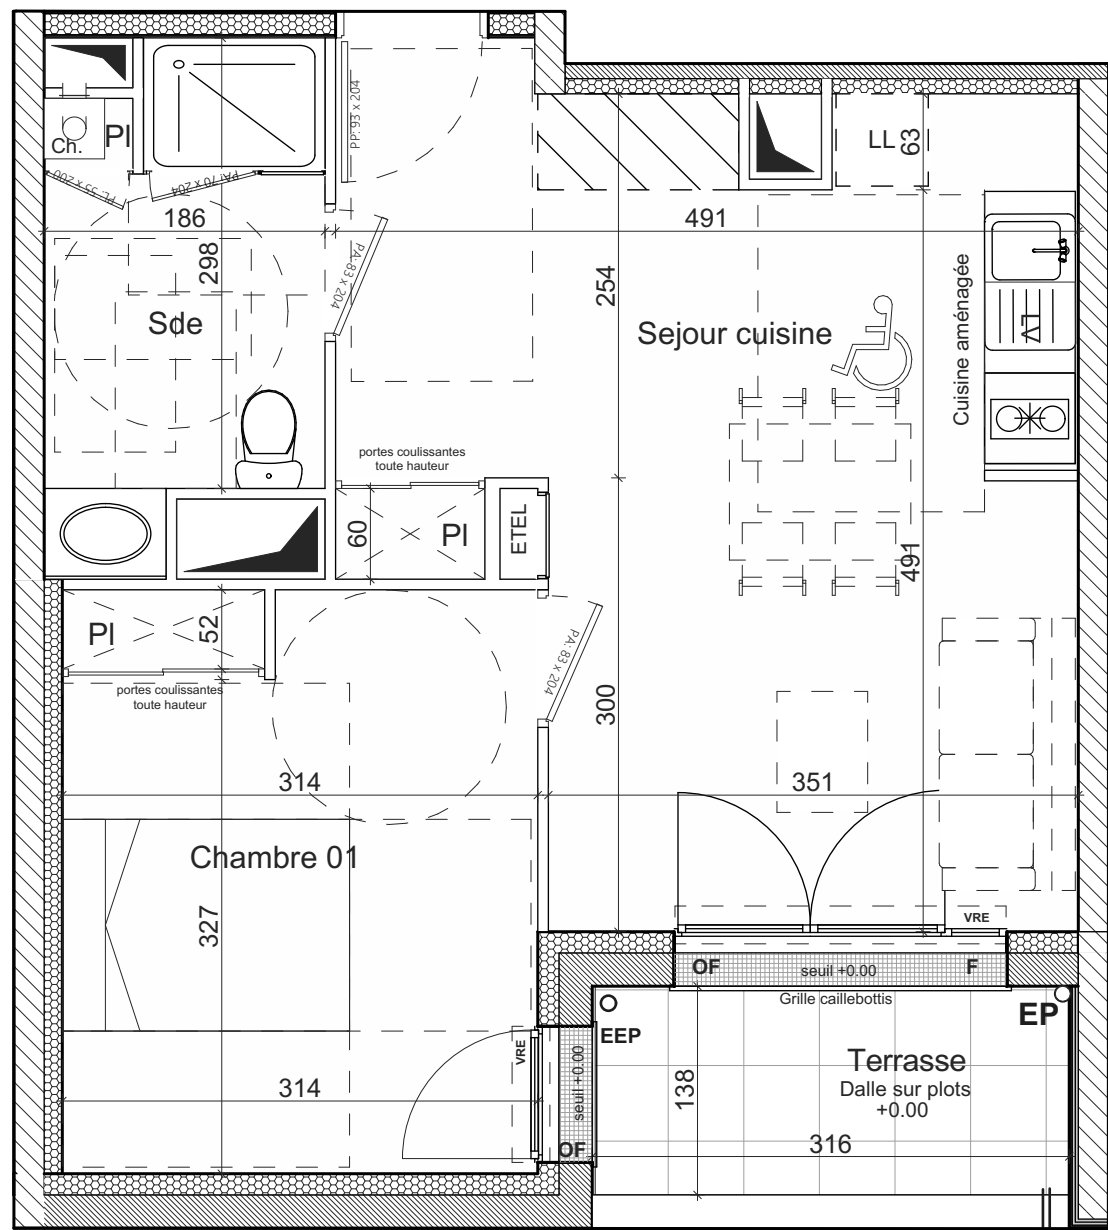 PP: 93 x 204
Ch.
Pl
PL: 55 x 200
PA: 70 x 204
LL
63
186
491
298
PA: 83 x 204
254
Sde
Sejour cuisine
Cuisine aménagée
LV
portes coulissantes
toute hauteur
60
Pl
ETEL
491
Pl
52
portes coulissantes
toute hauteur
PA: 83 x 204
300
314
351
Chambre 01
327
VRE
OF
seuil +0.00
F
Grille caillebottis
EP
EEP
VRE
seuil +0.00
Terrasse
Dalle sur plots
+0.00
138
314
OF
316